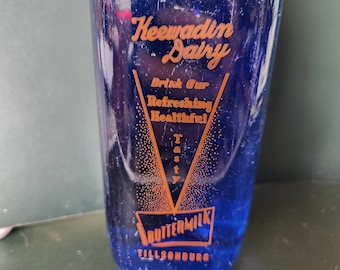 Keewadin
Dairy
Drink Our
Refreshing
Healthful
Tasty
BUTTERMILK
TILLSONBURG